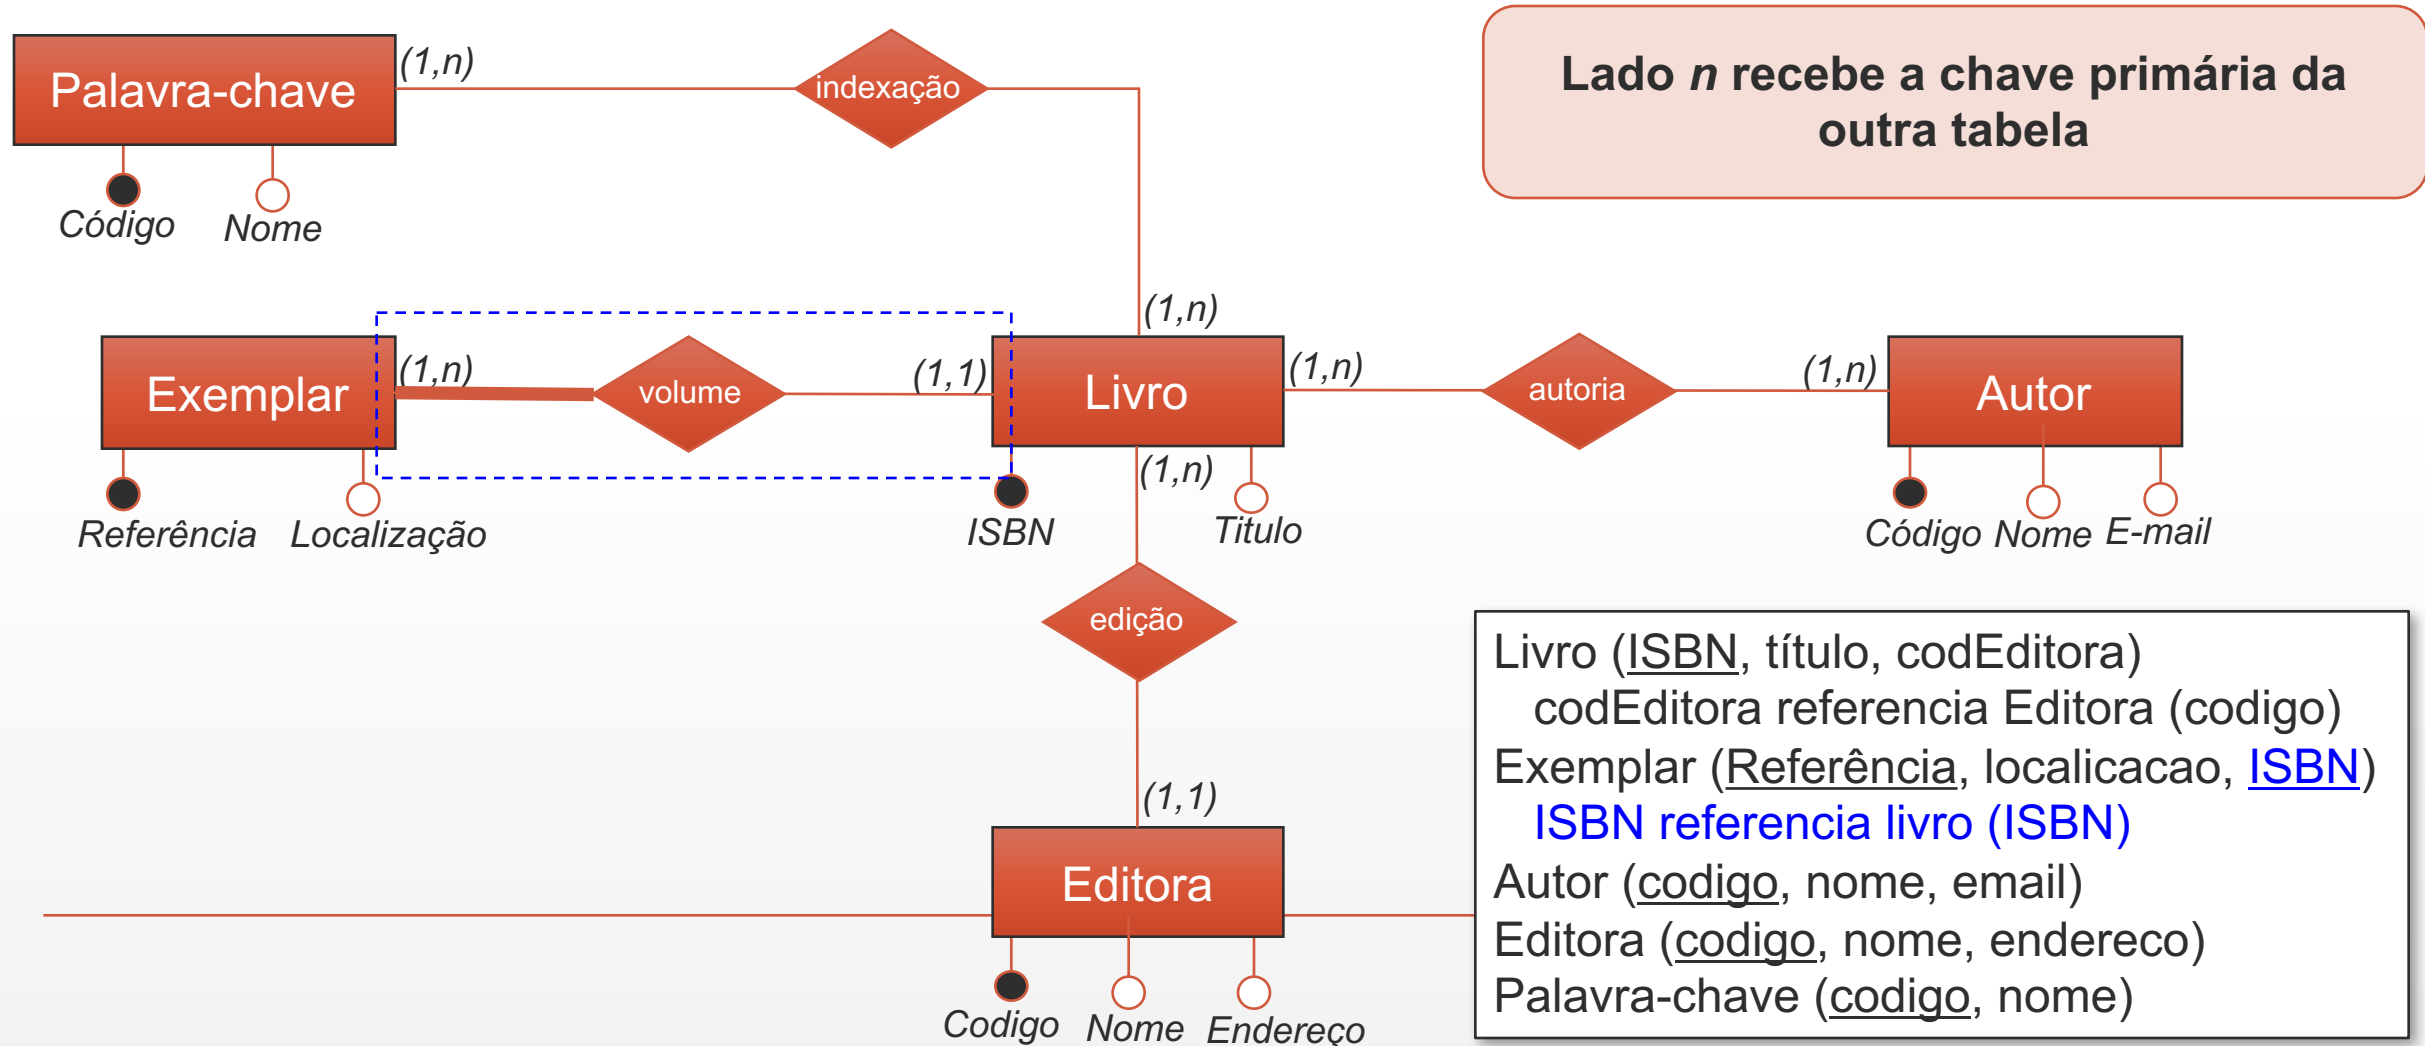 Palavra-chave
(1,n)
indexação
Lado n recebe a chave primária da
outra tabela
Código
Nome
(1,n)
Exemplar
(1,n)
volume
(1,1)
Livro
(1,n)
autoria
(1,n)
Autor
Referência
Localização
ISBN
(1,n)
Titulo
Código
Nome
E-mail
edição
(1,1)
Editora
Codigo
Nome
Endereço
Livro (ISBN, título, codEditora)
codEditora referencia Editora (codigo)
Exemplar (Referência, localicacao, ISBN)
ISBN referencia livro (ISBN)
Autor (codigo, nome, email)
Editora (codigo, nome, endereco)
Palavra-chave (codigo, nome)